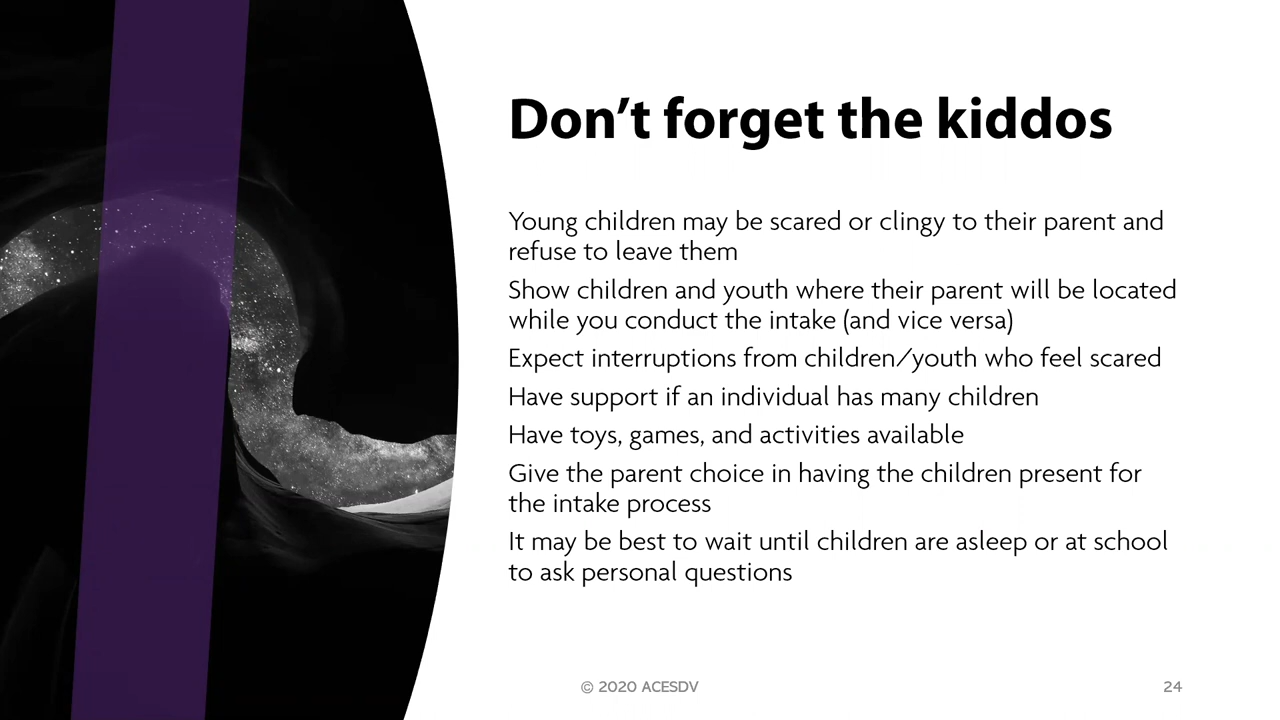 Don’t forget the kiddos
Young children may be scared or clingy to their parent and
refuse to leave them
Show children and youth where their parent will be located
while you conduct the intake (and vice versa)
Expect interruptions from children/youth who feel scared
Have support if an individual has many children
Have toys, games, and activities available
Give the parent choice in having the children present for
the intake process
It may be best to wait until children are asleep or at school
to ask personal questions
© 2020 ACESDV
24